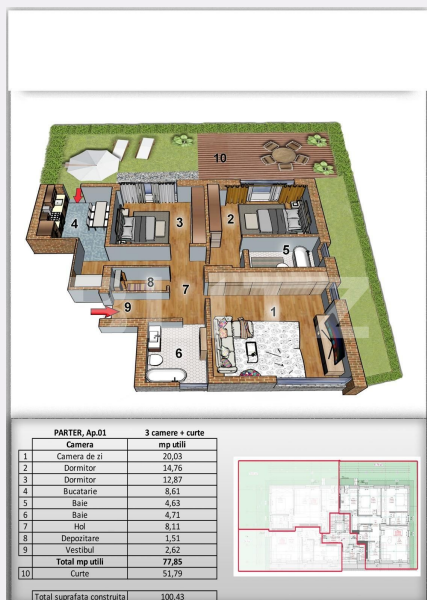 10
4
3
2
5
8
7
9
1
6
PARTER, Ap.01 3 camere + curte
Camera mp utili
1 Camera de zi 20,03
2 Dormitor 14,76
3 Dormitor 12,87
4 Bucatarie 8,61
5 Baie 4,63
6 Baie 4,71
7 Hol 8,11
8 Depozitare 1,51
9 Vestibul 2,62
Total mp utili 77,85
10 Curte 51,79
Total suprafata construita 100,43